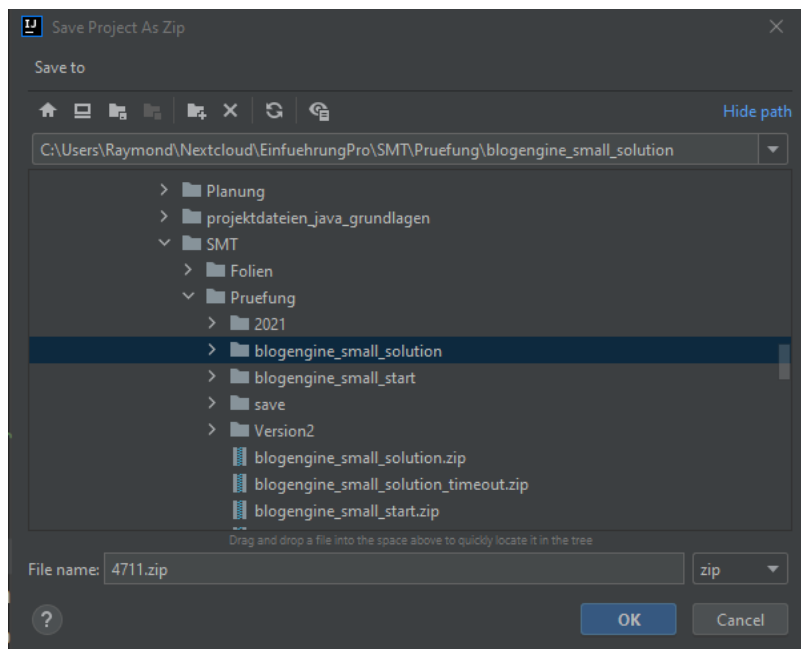 IJ Save Project As Zip
Save to
Hide path
C:\Users\Raymond\Nextcloud\EinfuehrungPro\SMT\Pruefung\blogengine_small_solution
Planung
projektdateien_java_grundlagen
SMT
Folien
Pruefung
2021
blogengine_small_solution
blogengine_small_start
save
Version2
blogengine_small_solution.zip
blogengine_small_solution_timeout.zip
blogengine_small_start.zip
Drag and drop a file into the space above to quickly locate it in the tree
File name: 4711.zip zip
? OK Cancel